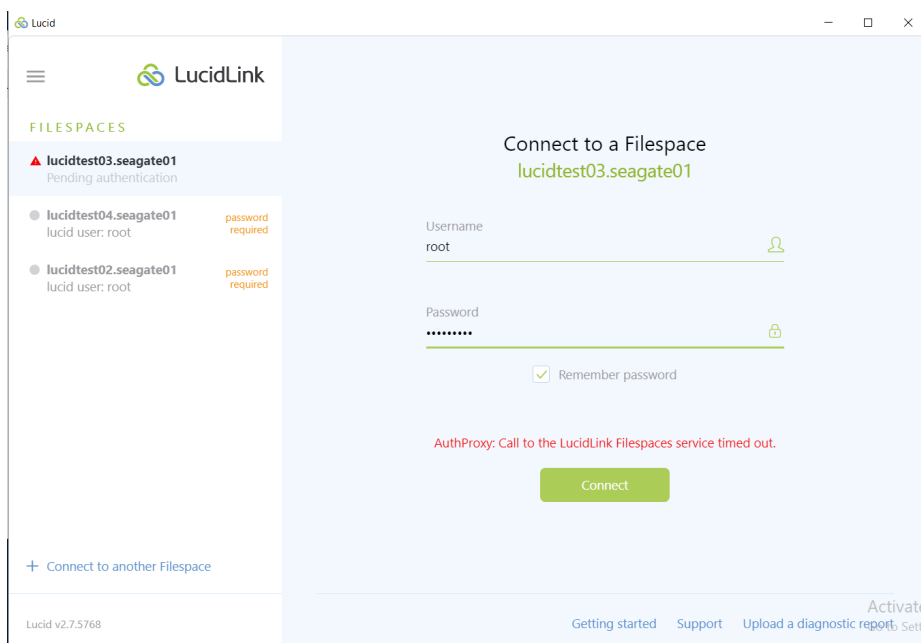 Lucid
LucidLink
FILESPACES
lucidtest03.seagate01
Pending authentication
lucidtest04.seagate01
lucid user: root
password
required
lucidtest02.seagate01
lucid user: root
password
required
+ Connect to another Filespace
Lucid v2.7.5768
Connect to a Filespace
lucidtest03.seagate01
Username
root
Password
•••••••••
Remember password
AuthProxy: Call to the LucidLink Filespaces service timed out.
Connect
Getting started
Support
Upload a diagnostic report
Activate
to Sett